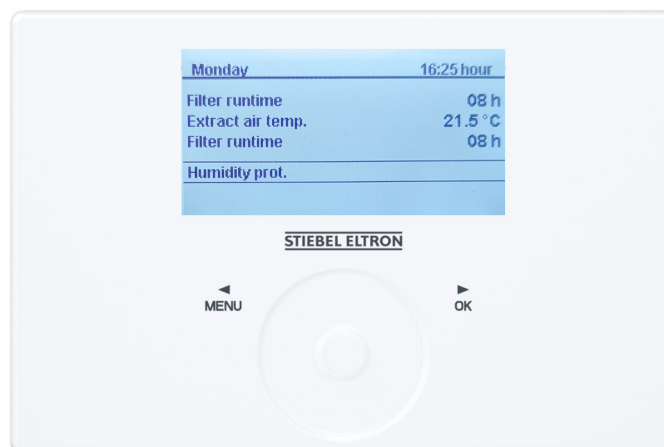 Monday 16:25 hour
Filter runtime 08 h
Extract air temp. 21.5 °C
Filter runtime 08 h
Humidity prot.
STIEBEL ELTRON
◄ ►
MENU OK